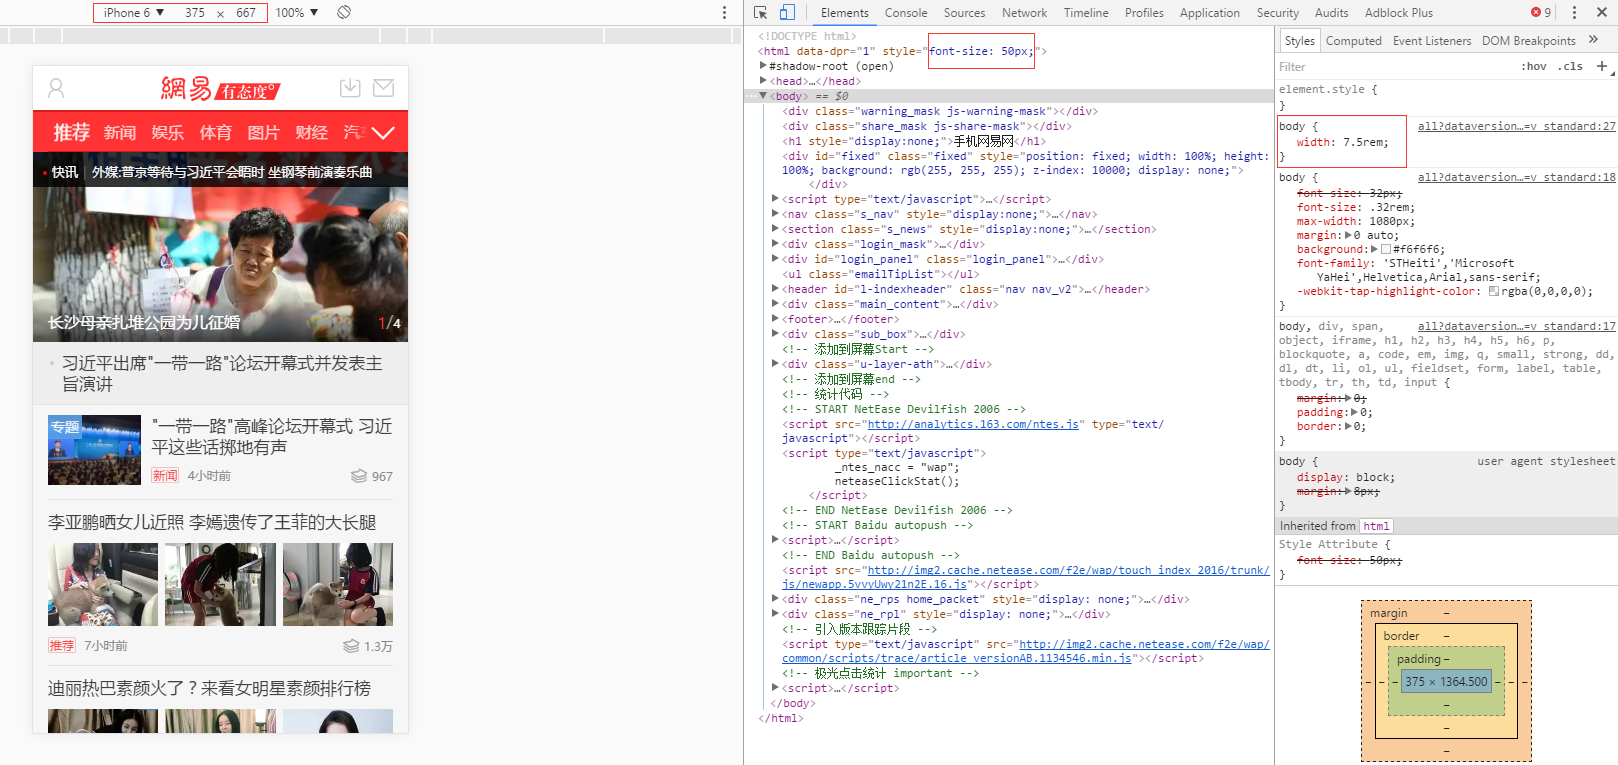 iPhone 6 ▼ 375 × 667 100% ▼
網易 有态度°
推荐 新闻 娱乐 体育 图片 财经
快讯 外媒:普京等待与习近平会晤时 坐钢琴前演奏乐曲
长沙母亲扎堆公园为儿征婚 1/4
习近平出席"一带一路"论坛开幕式并发表主
旨演讲
专题
"一带一路"高峰论坛开幕式 习近
平这些话掷地有声
新闻 4小时前 967
李亚鹏晒女儿近照 李嫣遗传了王菲的大长腿
推荐 7小时前 1.3万
迪丽热巴素颜火了？来看女明星素颜排行榜
Elements Console Sources Network Timeline Profiles Application Security Audits Adblock Plus 9
<!DOCTYPE html>
<html data-dpr="1" style="font-size: 50px;">
#shadow-root (open)
<head>…</head>
<body> == $0
<div class="warning_mask js-warning-mask"></div>
<div class="share_mask js-share-mask"></div>
<h1 style="display:none;">手机网易网</h1>
<div id="fixed" class="fixed" style="position: fixed; width: 100%; height:
100%; background: rgb(255, 255, 255); z-index: 10000; display: none;">
</div>
<script type="text/javascript">…</script>
<nav class="s_nav" style="display:none;">…</nav>
<section class="s_news" style="display:none;">…</section>
<div class="login_mask">…</div>
<div id="login_panel" class="login_panel">…</div>
<ul class="emailTipList"></ul>
<header id="l-indexheader" class="nav nav_v2">…</header>
<div class="main_content">…</div>
<footer>…</footer>
<div class="sub_box">…</div>
<!-- 添加到屏幕Start -->
<div class="u-layer-ath">…</div>
<!-- 添加到屏幕end -->
<!-- 统计代码 -->
<!-- START NetEase Devilfish 2006 -->
<script src="http://analytics.163.com/ntes.js" type="text/
javascript"></script>
<script type="text/javascript">
_ntes_nacc = "wap";
neteaseClickStat();
</script>
<!-- END NetEase Devilfish 2006 -->
<!-- START Baidu autopush -->
<script>…</script>
<!-- END Baidu autopush -->
<script src="http://img2.cache.netease.com/f2e/wap/touch_index_2016/trunk/
js/newapp.5vvyUwy21n2E.16.js"></script>
<div class="ne_rps home_packet" style="display: none;">…</div>
<div class="ne_rpl" style="display: none;">…</div>
<!-- 引入版本跟踪片段 -->
<script type="text/javascript" src="http://img2.cache.netease.com/f2e/wap/
common/scripts/trace/article_versionAB.1134546.min.js"></script>
<!-- 极光点击统计 important -->
<script>…</script>
</body>
</html>
Styles Computed Event Listeners DOM Breakpoints »
Filter :hov .cls +
element.style {
}
body { all?dataversion…=v_standard:27
width: 7.5rem;
}
body { all?dataversion…=v_standard:18
font-size: 32px;
font-size: .32rem;
max-width: 1080px;
margin: 0 auto;
background: #f6f6f6;
font-family: 'STHeiti','Microsoft
YaHei',Helvetica,Arial,sans-serif;
-webkit-tap-highlight-color: rgba(0,0,0,0);
}
body, div, span, all?dataversion…=v_standard:17
object, iframe, h1, h2, h3, h4, h5, h6, p,
blockquote, a, code, em, img, q, small, strong, dd,
dl, dt, li, ol, ul, fieldset, form, label, table,
tbody, tr, th, td, input {
margin: 0;
padding: 0;
border: 0;
}
body { user agent stylesheet
display: block;
margin: 8px;
}
Inherited from html
Style Attribute {
font-size: 50px;
}
margin –
border –
padding –
– – – 375 × 1364.500 – – –
–
–
–